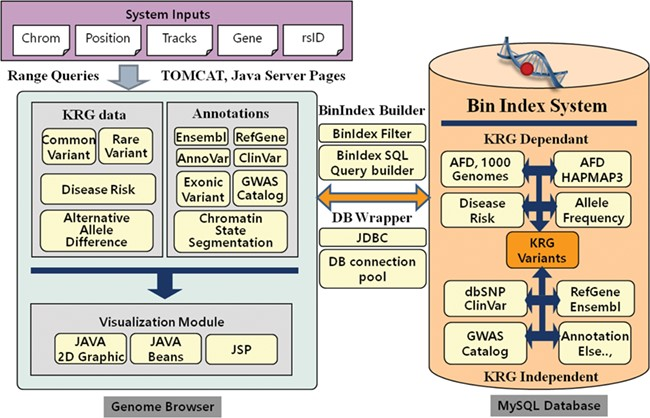 System Inputs
Chrom
Position
Tracks
Gene
rsID
Range Queries
TOMCAT, Java Server Pages
KRG data
Common
Variant
Rare
Variant
Disease Risk
Alternative
Allele
Difference
Annotations
Ensembl
RefGene
AnnoVar
ClinVar
Exonic
Variant
GWAS
Catalog
Chromatin
State
Segmentation
Visualization Module
JAVA
2D Graphic
JAVA
Beans
JSP
Genome Browser
BinIndex Builder
BinIdex Filter
BinIdex SQL
Query builder
DB Wrapper
JDBC
DB connection
pool
Bin Index System
KRG Dependant
AFD, 1000
Genomes
AFD
HAPMAP3
Disease
Risk
Allele
Frequency
KRG
Variants
dbSNP
ClinVar
RefGene
Ensembl
GWAS
Catalog
Annotation
Else..,
KRG Independent
MySQL Database